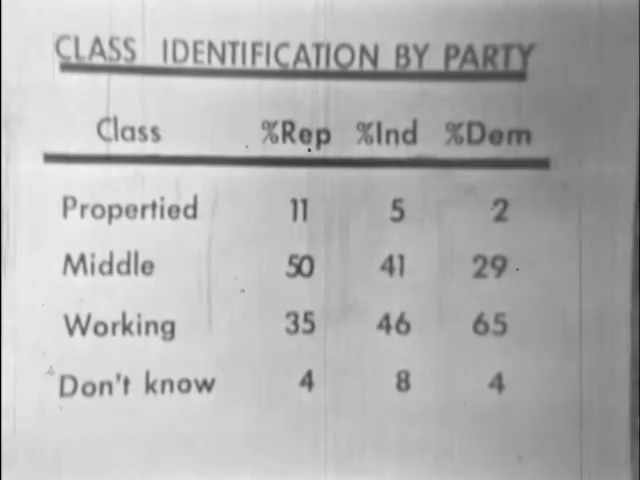 CLASS IDENTIFICATION BY PARTY
Class %Rep %Ind %Dem
Propertied 11 5 2
Middle 50 41 29
Working 35 46 65
Don't know 4 8 4